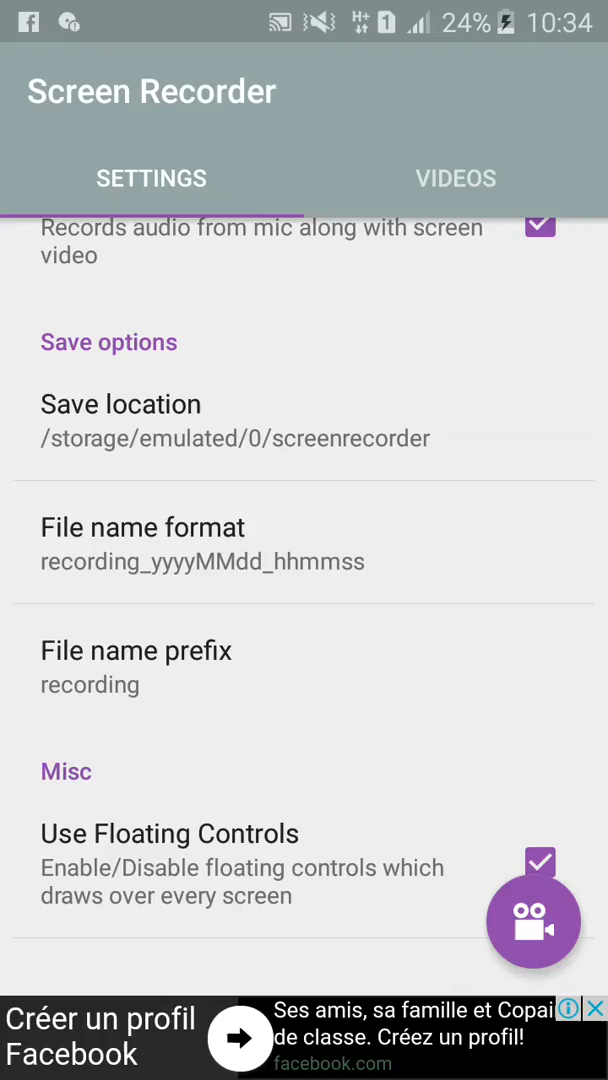 24% 10:34
Screen Recorder
SETTINGS VIDEOS
Records audio from mic along with screen
video
Save options
Save location
/storage/emulated/0/screenrecorder
File name format
recording_yyyyMMdd_hhmmss
File name prefix
recording
Misc
Use Floating Controls
Enable/Disable floating controls which
draws over every screen
Créer un profil
Facebook
Ses amis, sa famille et Copai
de classe. Créez un profil!
facebook.com